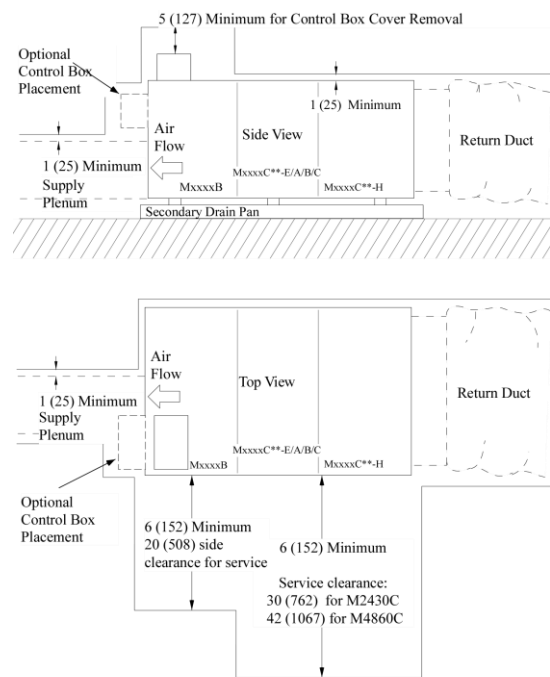 5 (127) Minimum for Control Box Cover Removal
Optional
Control Box
Placement
1 (25) Minimum
Air
Flow
Side View
Return Duct
1 (25) Minimum
Supply
Plenum
MxxxxC**-E/A/B/C
MxxxxB
MxxxxC**-H
Secondary Drain Pan
Air
Flow
Top View
Return Duct
1 (25) Minimum
Supply
Plenum
MxxxxC**-E/A/B/C
MxxxxB
MxxxxC**-H
Optional
Control Box
Placement
6 (152) Minimum
20 (508) side
clearance for service
6 (152) Minimum
Service clearance:
30 (762) for M2430C
42 (1067) for M4860C